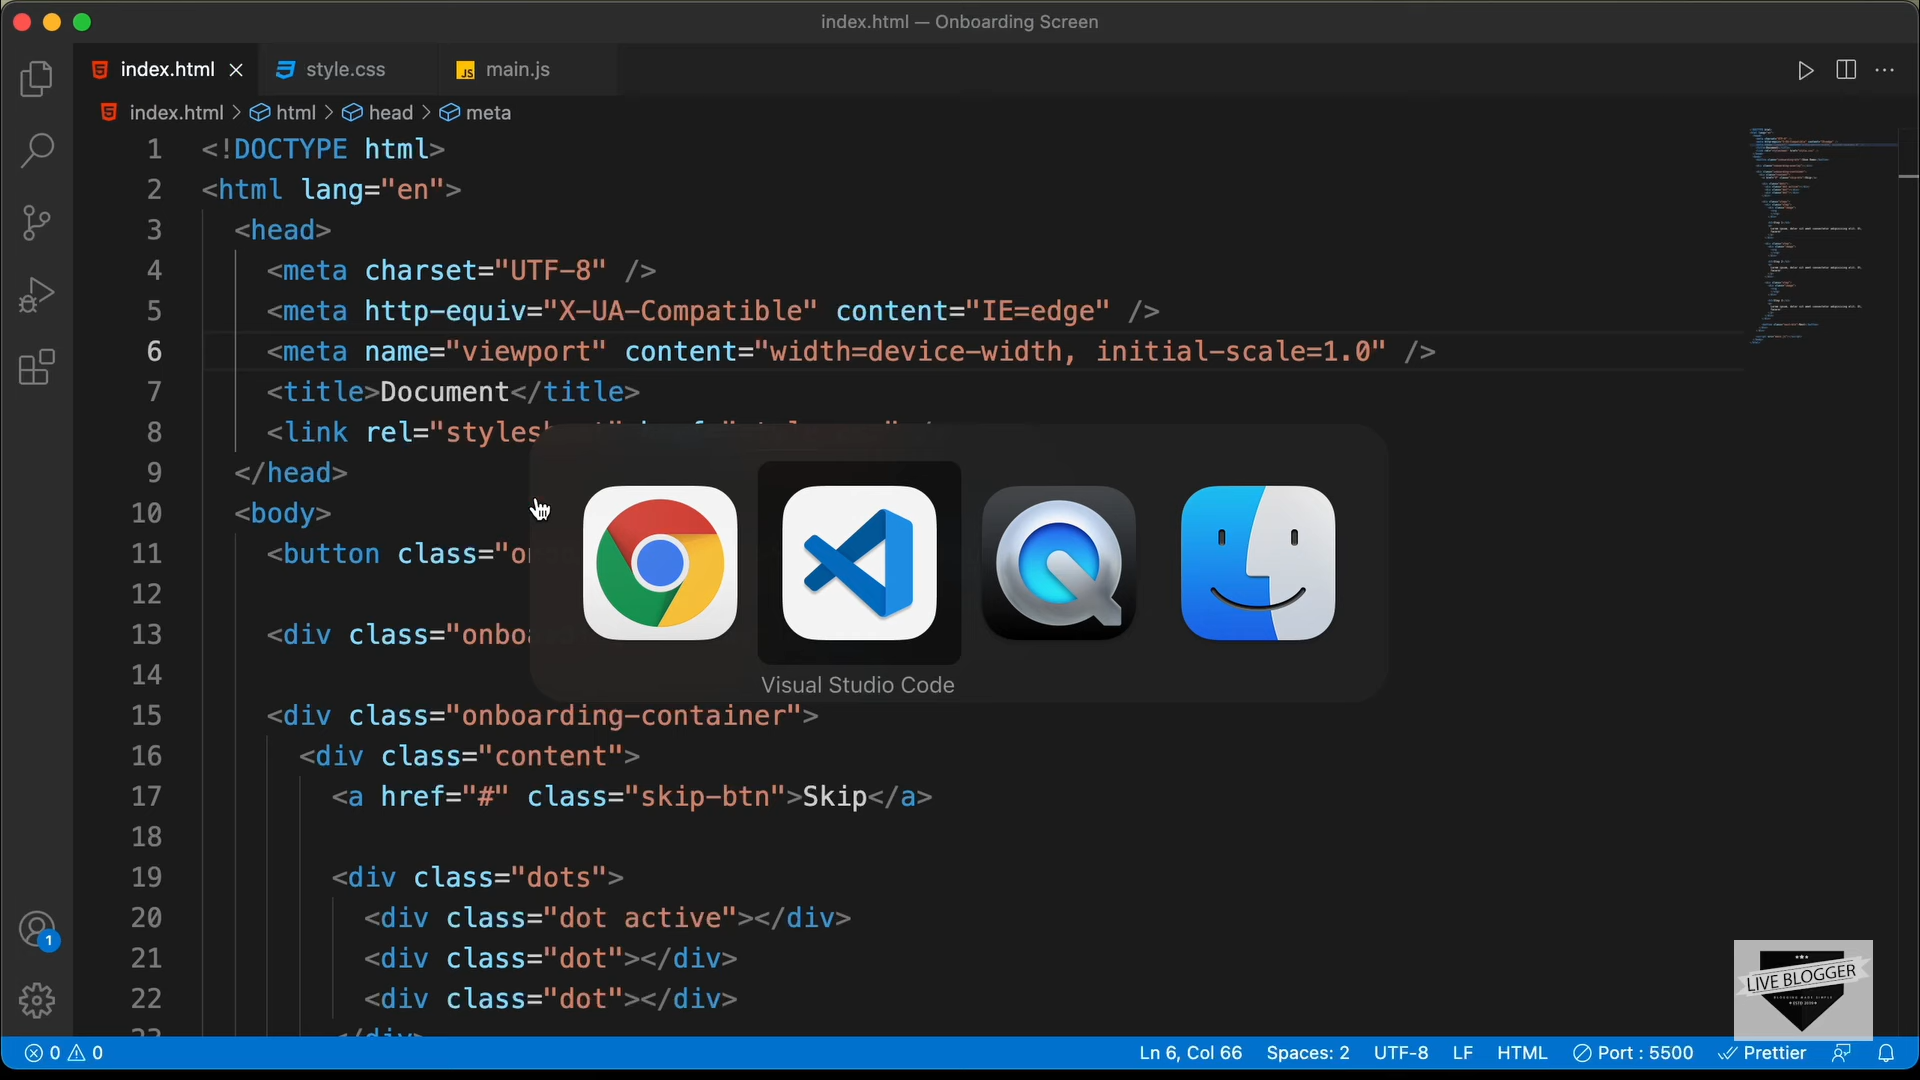 index.html — Onboarding Screen
index.html
style.css
JS main.js
index.html > html > head > meta
1 <!DOCTYPE html>
2 <html lang="en">
3 <head>
4 <meta charset="UTF-8" />
5 <meta http-equiv="X-UA-Compatible" content="IE=edge" />
6 <meta name="viewport" content="width=device-width, initial-scale=1.0" />
7 <title>Document</title>
8 <link rel="styles
9 </head>
10 <body>
11 <button class="o
12
13 <div class="onbo
14
Visual Studio Code
15 <div class="onboarding-container">
16 <div class="content">
17 <a href="#" class="skip-btn">Skip</a>
18
19 <div class="dots">
20 <div class="dot active"></div>
21 <div class="dot"></div>
22 <div class="dot"></div>
1
LIVE BLOGGER
BLOGGING MADE SIMPLE
0 0
Ln 6, Col 66
Spaces: 2
UTF-8
LF
HTML
Port : 5500
Prettier